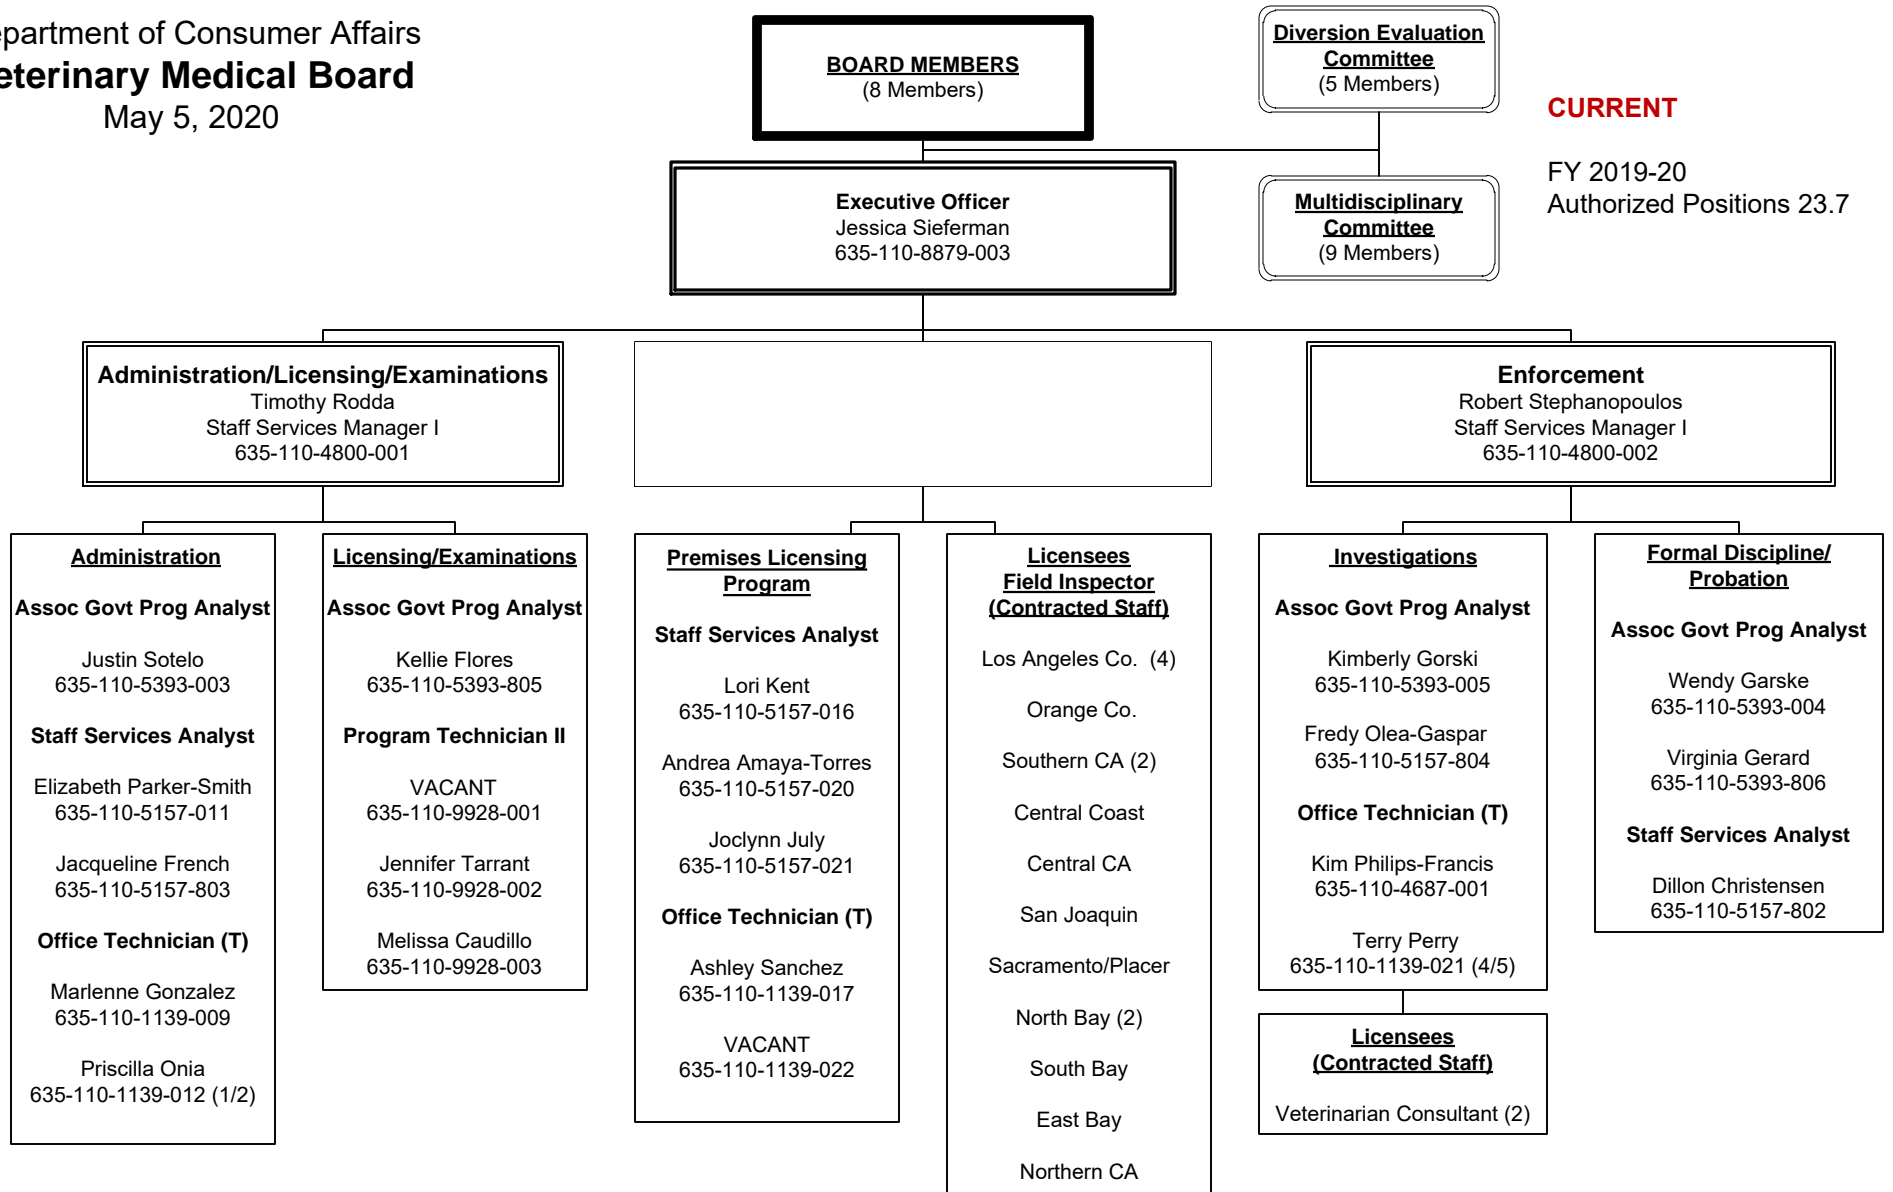 epartment of Consumer Affairs
eterinary Medical Board
May 5, 2020
BOARD MEMBERS
(8 Members)
Diversion Evaluation
Committee
(5 Members)
CURRENT
FY 2019-20
Authorized Positions 23.7
Executive Officer
Jessica Sieferman
635-110-8879-003
Multidisciplinary
Committee
(9 Members)
Administration/Licensing/Examinations
Timothy Rodda
Staff Services Manager I
635-110-4800-001
Enforcement
Robert Stephanopoulos
Staff Services Manager I
635-110-4800-002
Administration
Assoc Govt Prog Analyst
Justin Sotelo
635-110-5393-003
Staff Services Analyst
Elizabeth Parker-Smith
635-110-5157-011
Jacqueline French
635-110-5157-803
Office Technician (T)
Marlenne Gonzalez
635-110-1139-009
Priscilla Onia
635-110-1139-012 (1/2)
Licensing/Examinations
Assoc Govt Prog Analyst
Kellie Flores
635-110-5393-805
Program Technician II
VACANT
635-110-9928-001
Jennifer Tarrant
635-110-9928-002
Melissa Caudillo
635-110-9928-003
Premises Licensing
Program
Staff Services Analyst
Lori Kent
635-110-5157-016
Andrea Amaya-Torres
635-110-5157-020
Joclynn July
635-110-5157-021
Office Technician (T)
Ashley Sanchez
635-110-1139-017
VACANT
635-110-1139-022
Licensees
Field Inspector
(Contracted Staff)
Los Angeles Co. (4)
Orange Co.
Southern CA (2)
Central Coast
Central CA
San Joaquin
Sacramento/Placer
North Bay (2)
South Bay
East Bay
Northern CA
Investigations
Assoc Govt Prog Analyst
Kimberly Gorski
635-110-5393-005
Fredy Olea-Gaspar
635-110-5157-804
Office Technician (T)
Kim Philips-Francis
635-110-4687-001
Terry Perry
635-110-1139-021 (4/5)
Licensees
(Contracted Staff)
Veterinarian Consultant (2)
Formal Discipline/
Probation
Assoc Govt Prog Analyst
Wendy Garske
635-110-5393-004
Virginia Gerard
635-110-5393-806
Staff Services Analyst
Dillon Christensen
635-110-5157-802